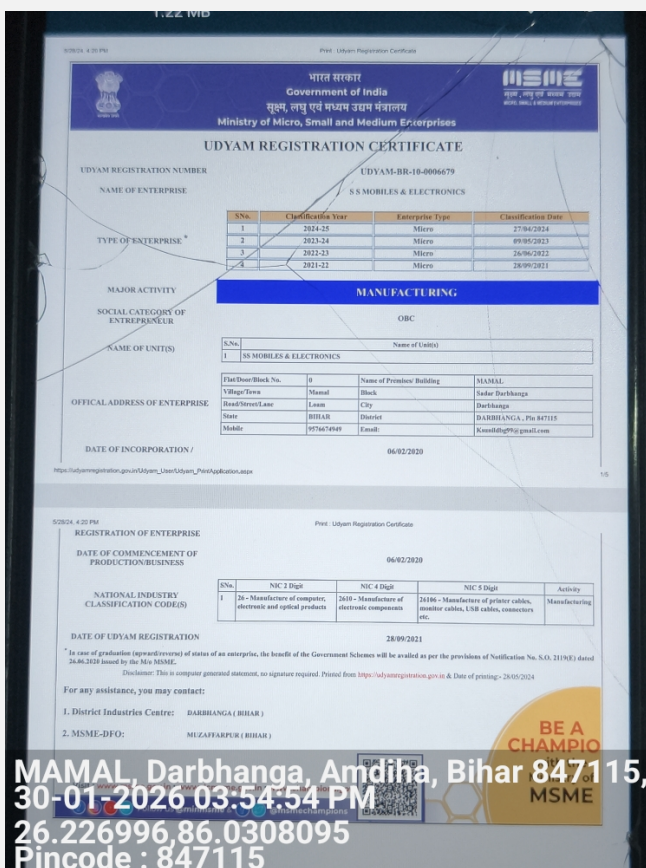 1.22 MB
5/28/24, 4:20 PM Print : Udyam Registration Certificate
भारत सरकार
Government of India
सूक्ष्म, लघु एवं मध्यम उद्यम मंत्रालय
Ministry of Micro, Small and Medium Enterprises
MSME
सूक्ष्म, लघु एवं मध्यम उद्यम
MICRO, SMALL & MEDIUM ENTERPRISES
UDYAM REGISTRATION CERTIFICATE
UDYAM REGISTRATION NUMBER UDYAM-BR-10-0006679
NAME OF ENTERPRISE S S MOBILES & ELECTRONICS
TYPE OF ENTERPRISE *
SNo. Classification Year Enterprise Type Classification Date
1 2024-25 Micro 27/04/2024
2 2023-24 Micro 09/05/2023
3 2022-23 Micro 26/06/2022
4 2021-22 Micro 28/09/2021
MAJOR ACTIVITY MANUFACTURING
SOCIAL CATEGORY OF
ENTREPRENEUR
OBC
NAME OF UNIT(S)
S.No. Name of Unit(s)
1 SS MOBILES & ELECTRONICS
OFFICAL ADDRESS OF ENTERPRISE
Flat/Door/Block No. 0 Name of Premises/ Building MAMAL
Village/Town Mamal Block Sadar Darbhanga
Road/Street/Lane Loam City Darbhanga
State BIHAR District DARBHANGA , Pin 847115
Mobile 9576674949 Email:
DATE OF INCORPORATION / 06/02/2020
https://udyamregistration.gov.in/Udyam_User/Udyam_PrintApplication.aspx 1/5
5/28/24, 4:20 PM Print : Udyam Registration Certificate
REGISTRATION OF ENTERPRISE
DATE OF COMMENCEMENT OF
PRODUCTION/BUSINESS
06/02/2020
NATIONAL INDUSTRY
CLASSIFICATION CODE(S)
SNo. NIC 2 Digit NIC 4 Digit NIC 5 Digit Activity
1 26 - Manufacture of computer, electronic and optical products 2610 - Manufacture of electronic components 26106 - Manufacture of printer cables, monitor cables, USB cables, connectors etc. Manufacturing
DATE OF UDYAM REGISTRATION 28/09/2021
* In case of graduation (upward/reverse) of status of an enterprise, the benefit of the Government Schemes will be availed as per the provisions of Notification No. S.O. 2119(E) dated
26.06.2020 issued by the M/o MSME.
Disclaimer: This is computer generated statement, no signature required. Printed from https://udyamregistration.gov.in & Date of printing:- 28/05/2024
For any assistance, you may contact:
1. District Industries Centre: DARBHANGA ( BIHAR )
2. MSME-DFO: MUZAFFARPUR ( BIHAR )
BE A
CHAMPIO
MSME
@minmsme
@msmechampions
MAMAL, Darbhanga, Amdiha, Bihar 847115,
30-01-2026 03:54:54 PM
26.226996,86.0308095
Pincode : 847115